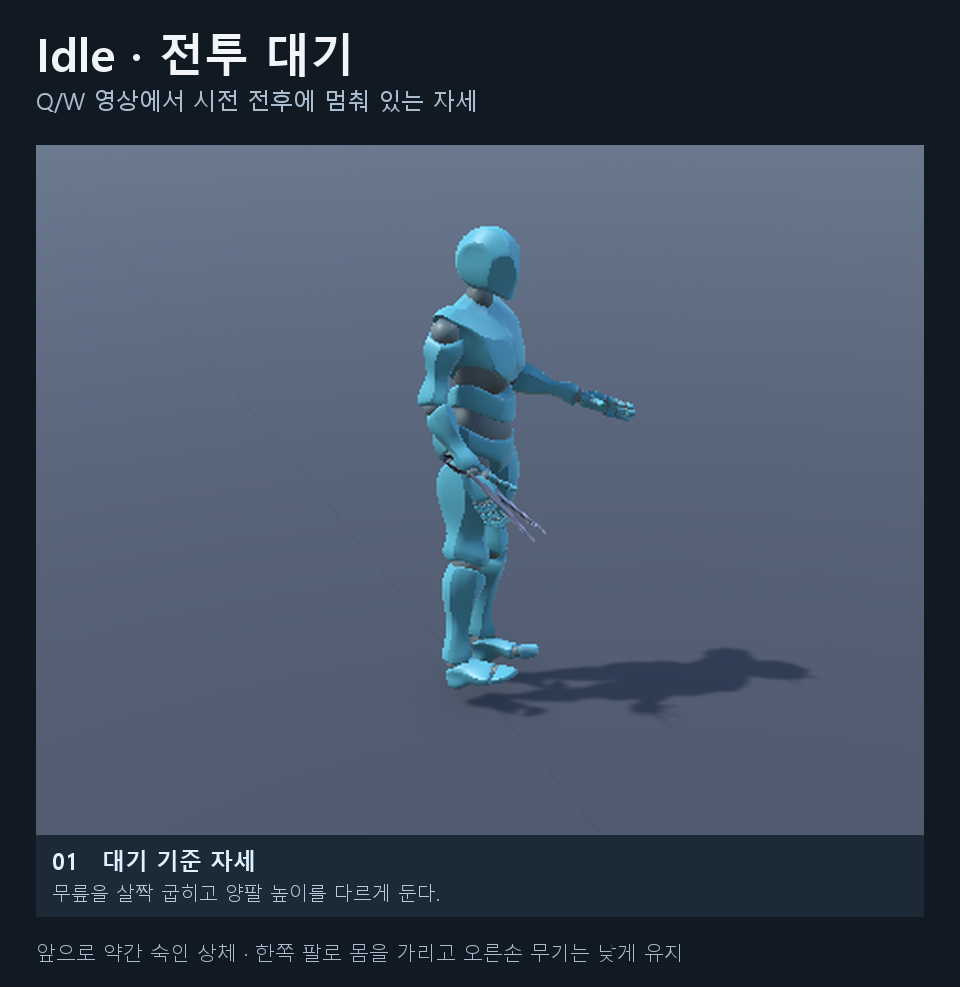 Idle · 전투 대기
Q/W 영상에서 시전 전후에 멈춰 있는 자세
01 대기 기준 자세
무릎을 살짝 굽히고 양팔 높이를 다르게 둔다.
앞으로 약간 숙인 상체 · 한쪽 팔로 몸을 가리고 오른손 무기는 낮게 유지